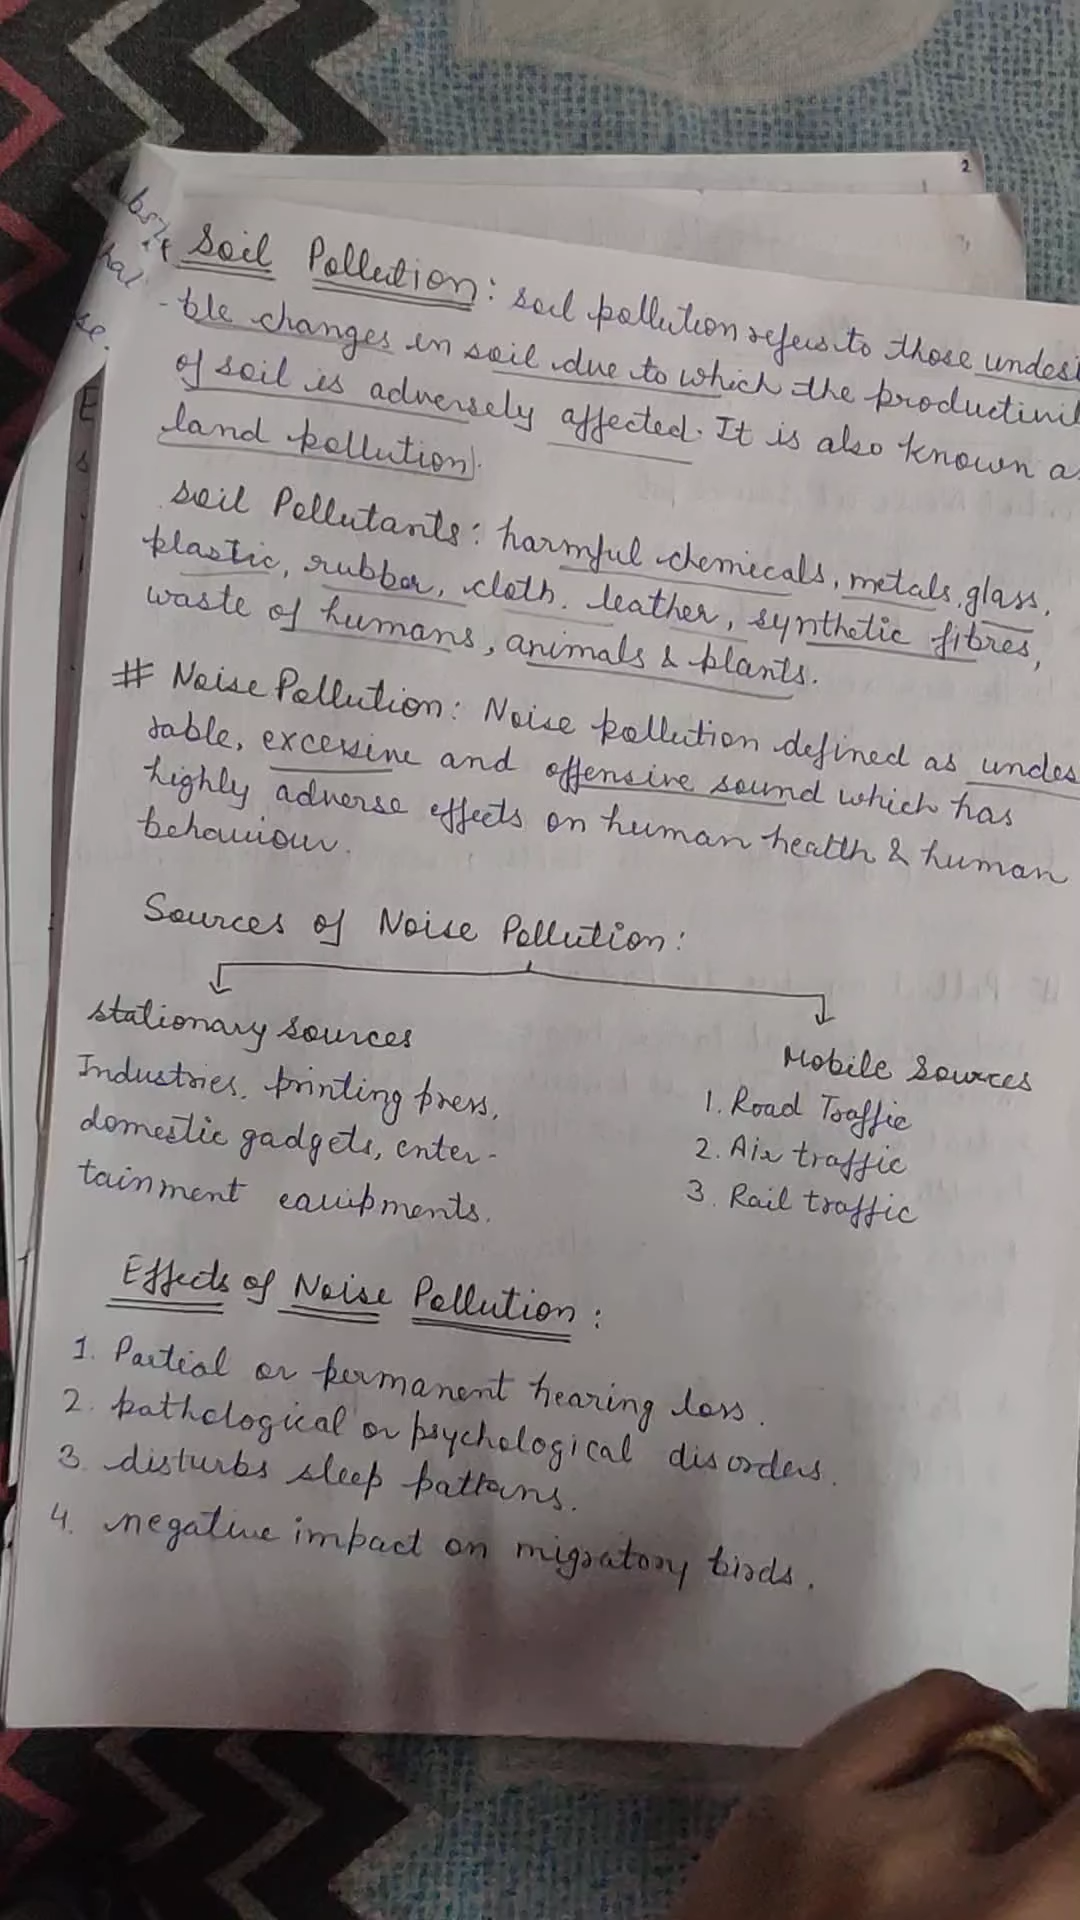 2
Soil Pollution: soil pollution refers to those undesi
-ble changes in soil due to which the productivi
of soil is adversely affected. It is also known as
land pollution.
soil Pollutants: harmful chemicals, metals, glass,
plastic, rubber, cloth, leather, synthetic fibres,
waste of humans, animals & plants.
# Noise Pollution: Noise pollution defined as undes
rable, excessive and offensive sound which has
highly adverse effects on human health & human
behaviour.
Sources of Noise Pollution:
stationary sources
Industries, printing press,
domestic gadgets, enter-
tainment equipments.
Mobile Sources
1. Road Traffic
2. Air traffic
3. Rail traffic
Effects of Noise Pollution:
1. Partial or permanent hearing loss.
2. pathological or psychological disorders.
3. disturbs sleep patterns.
4. negative impact on migratory birds.